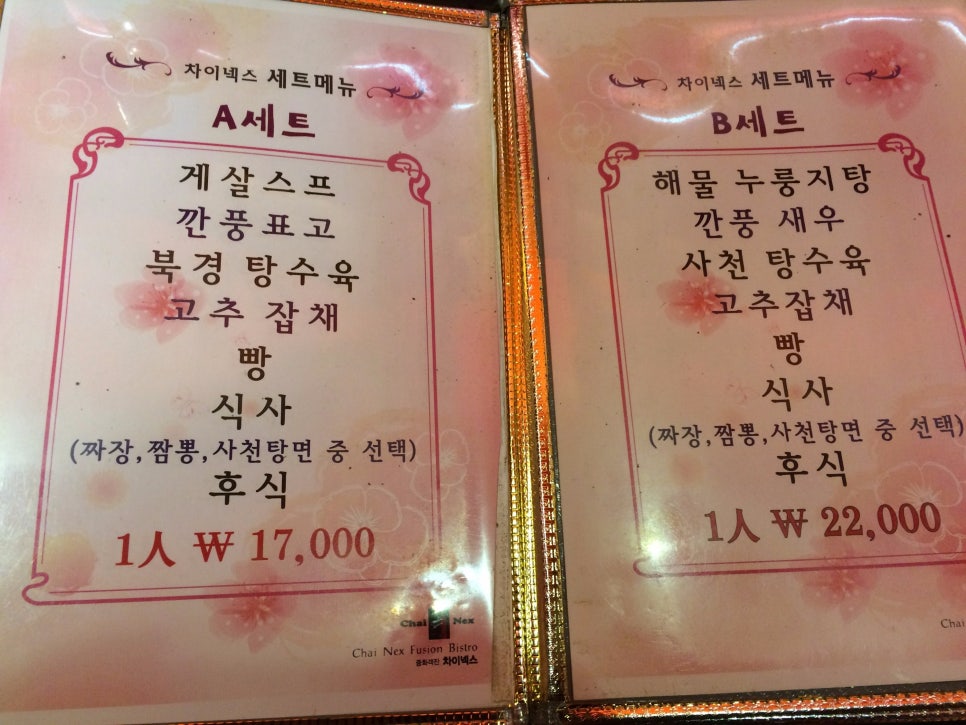 차이넥스 세트메뉴
A세트
게살스프
깐풍표고
북경 탕수육
고추 잡채
빵
식사
(짜장,짬뽕,사천탕면 중 선택)
후식
1人 ₩ 17,000
Chai Nex
Chai Nex Fusion Bistro
차이넥스
차이넥스 세트메뉴
B세트
해물 누룽지탕
깐풍 새우
사천 탕수육
고추잡채
빵
식사
(짜장,짬뽕,사천탕면 중 선택)
후식
1人 ₩ 22,000
Cha